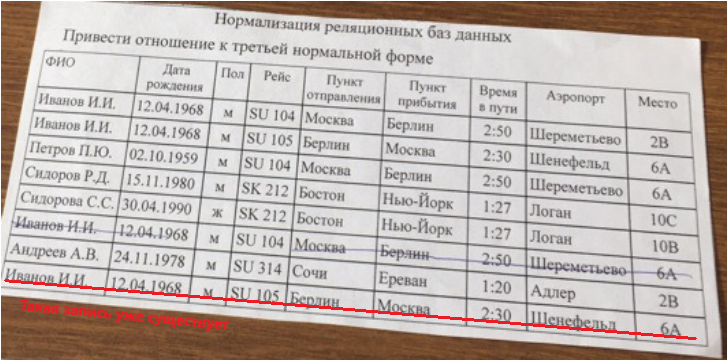 Нормализация реляционных баз данных
Привести отношение к третьей нормальной форме
ФИО Дата рождения Пол Рейс Пункт отправления Пункт прибытия Время в пути Аэропорт Место
Иванов И.И. 12.04.1968 м SU 104 Москва Берлин 2:50 Шереметьево 2В
Иванов И.И. 12.04.1968 м SU 105 Берлин Москва 2:30 Шенефельд 6А
Петров П.Ю. 02.10.1959 м SU 104 Москва Берлин 2:50 Шереметьево 6А
Сидоров Р.Д. 15.11.1980 м SK 212 Бостон Нью-Йорк 1:27 Логан 10С
Сидорова С.С. 30.04.1990 ж SK 212 Бостон Нью-Йорк 1:27 Логан 10В
Иванов И.И. 12.04.1968 м SU 104 Москва Берлин 2:50 Шереметьево 6А
Андреев А.В. 24.11.1978 м SU 314 Сочи Ереван 1:20 Адлер 2В
Иванов И.И. 12.04.1968 м SU 105 Берлин Москва 2:30 Шенефельд 6А
Такая запись уже существует